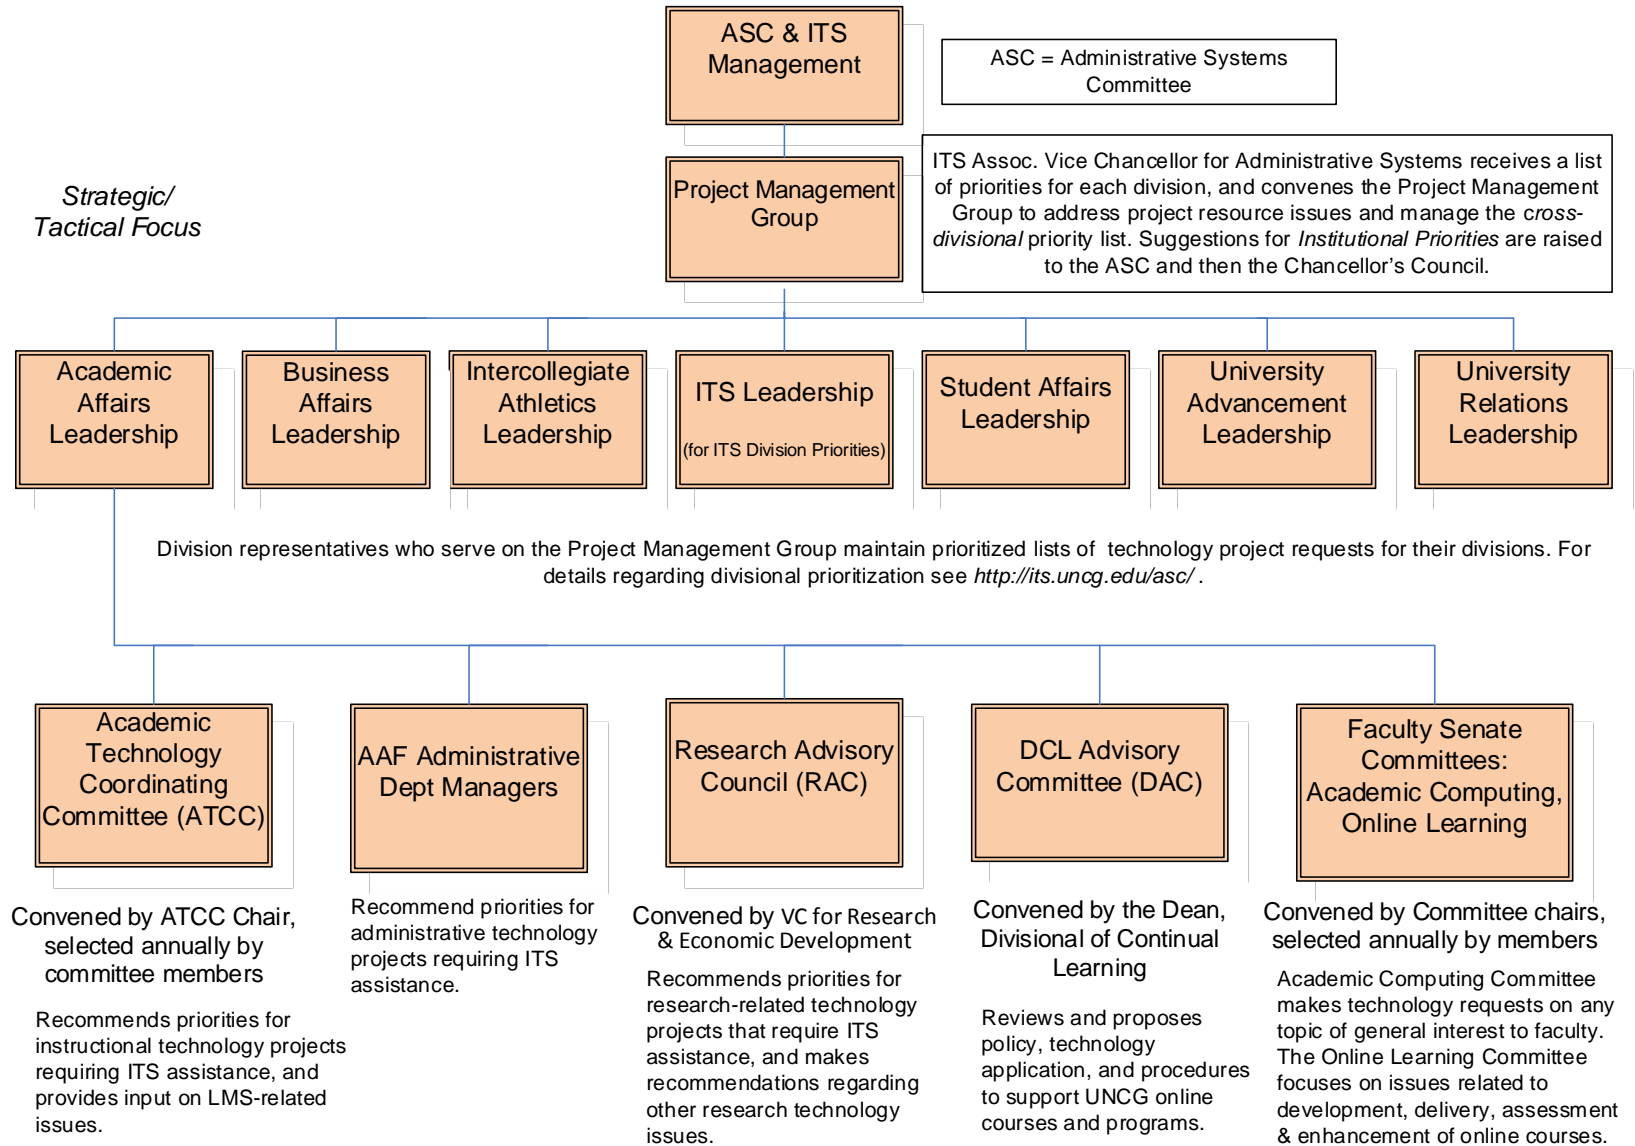 ASC & ITS
Management
ASC = Administrative Systems
Committee
Strategic/
Tactical Focus
Project Management
Group
ITS Assoc. Vice Chancellor for Administrative Systems receives a list
of priorities for each division, and convenes the Project Management
Group to address project resource issues and manage the cross-
divisional priority list. Suggestions for Institutional Priorities are raised
to the ASC and then the Chancellor's Council.
Academic
Affairs
Leadership
Business
Affairs
Leadership
Intercollegiate
Athletics
Leadership
ITS Leadership
(for ITS Division Priorities)
Student Affairs
Leadership
University
Advancement
Leadership
University
Relations
Leadership
Division representatives who serve on the Project Management Group maintain prioritized lists of technology project requests for their divisions. For
details regarding divisional prioritization see http://its.uncg.edu/asc/ .
Academic
Technology
Coordinating
Committee (ATCC)
AAF Administrative
Dept Managers
Research Advisory
Council (RAC)
DCL Advisory
Committee (DAC)
Faculty Senate
Committees:
Academic Computing,
Online Learning
Convened by ATCC Chair,
selected annually by
committee members
Recommends priorities for
instructional technology projects
requiring ITS assistance, and
provides input on LMS-related
issues.
Recommend priorities for
administrative technology
projects requiring ITS
assistance.
Convened by VC for Research
& Economic Development
Recommends priorities for
research-related technology
projects that require ITS
assistance, and makes
recommendations regarding
other research technology
issues.
Convened by the Dean,
Divisional of Continual
Learning
Reviews and proposes
policy, technology
application, and procedures
to support UNCG online
courses and programs.
Convened by Committee chairs,
selected annually by members
Academic Computing Committee
makes technology requests on any
topic of general interest to faculty.
The Online Learning Committee
focuses on issues related to
development, delivery, assessment
& enhancement of online courses.